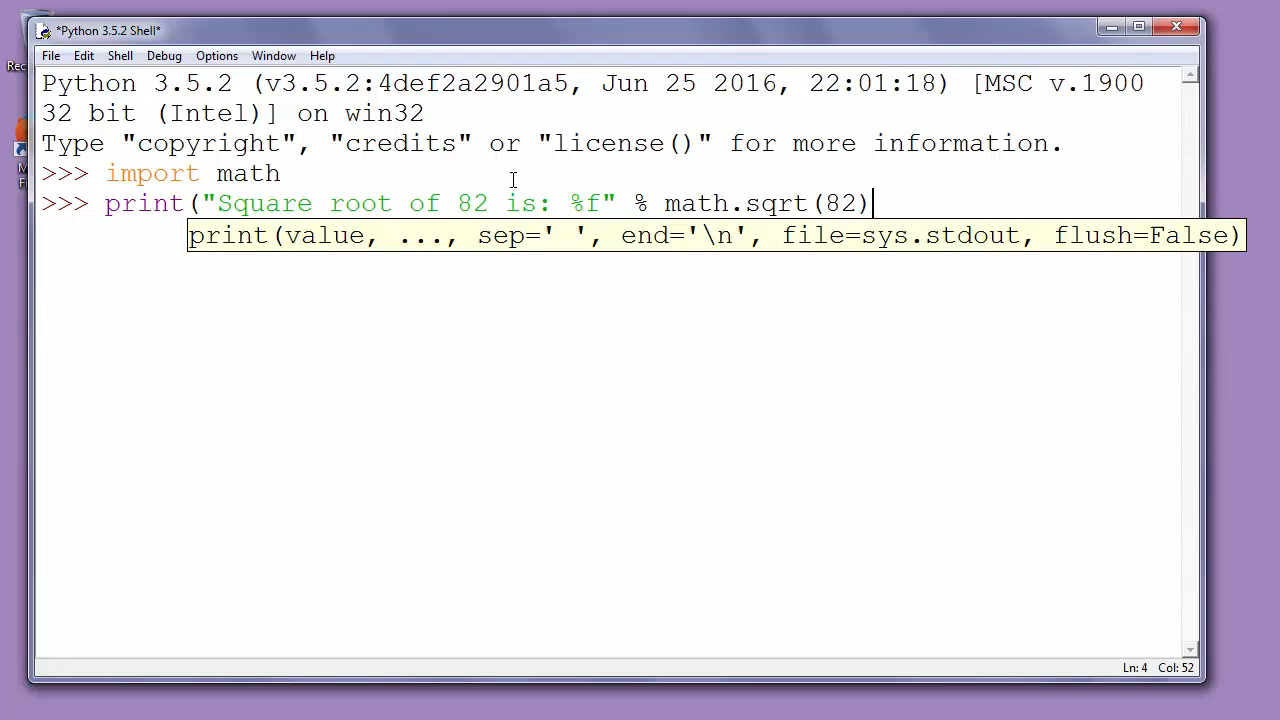 *Python 3.5.2 Shell*
File Edit Shell Debug Options Window Help
Python 3.5.2 (v3.5.2:4def2a2901a5, Jun 25 2016, 22:01:18) [MSC v.1900
32 bit (Intel)] on win32
Type "copyright", "credits" or "license()" for more information.
>>> import math
>>> print("Square root of 82 is: %f" % math.sqrt(82)
print(value, ..., sep=' ', end='\n', file=sys.stdout, flush=False)
Ln: 4 Col: 52